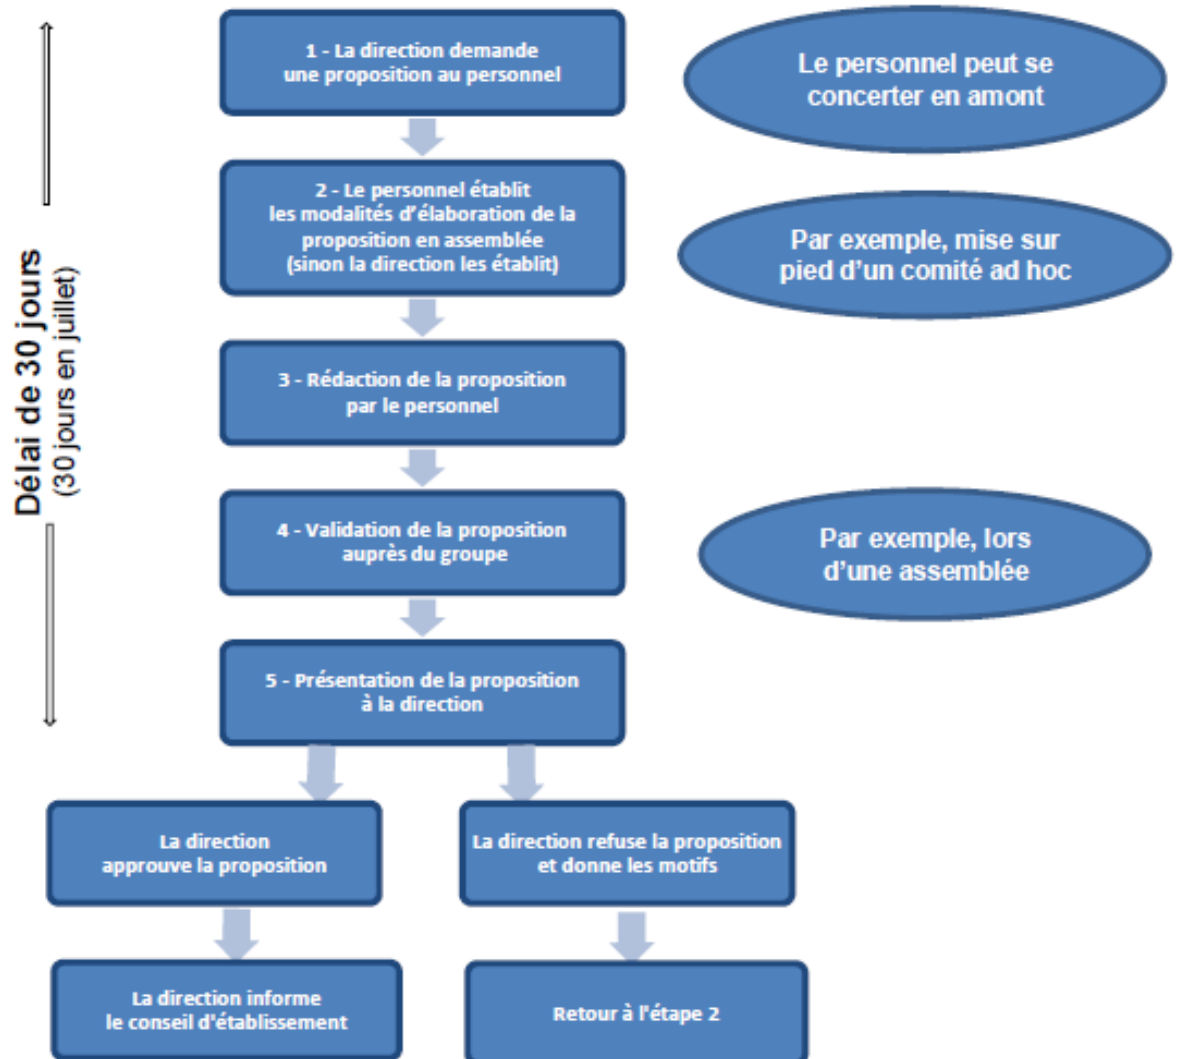 1 - La direction demande
une proposition au personnel
Le personnel peut se
concerter en amont
2 - Le personnel établit
les modalités d'élaboration de la
proposition en assemblée
(sinon la direction les établit)
Par exemple, mise sur
pied d'un comité ad hoc
Délai de 30 jours
(30 jours en juillet)
3 - Rédaction de la proposition
par le personnel
4 - Validation de la proposition
auprès du groupe
Par exemple, lors
d'une assemblée
5 - Présentation de la proposition
à la direction
La direction
approuve la proposition
La direction refuse la proposition
et donne les motifs
La direction informe
le conseil d'établissement
Retour à l'étape 2